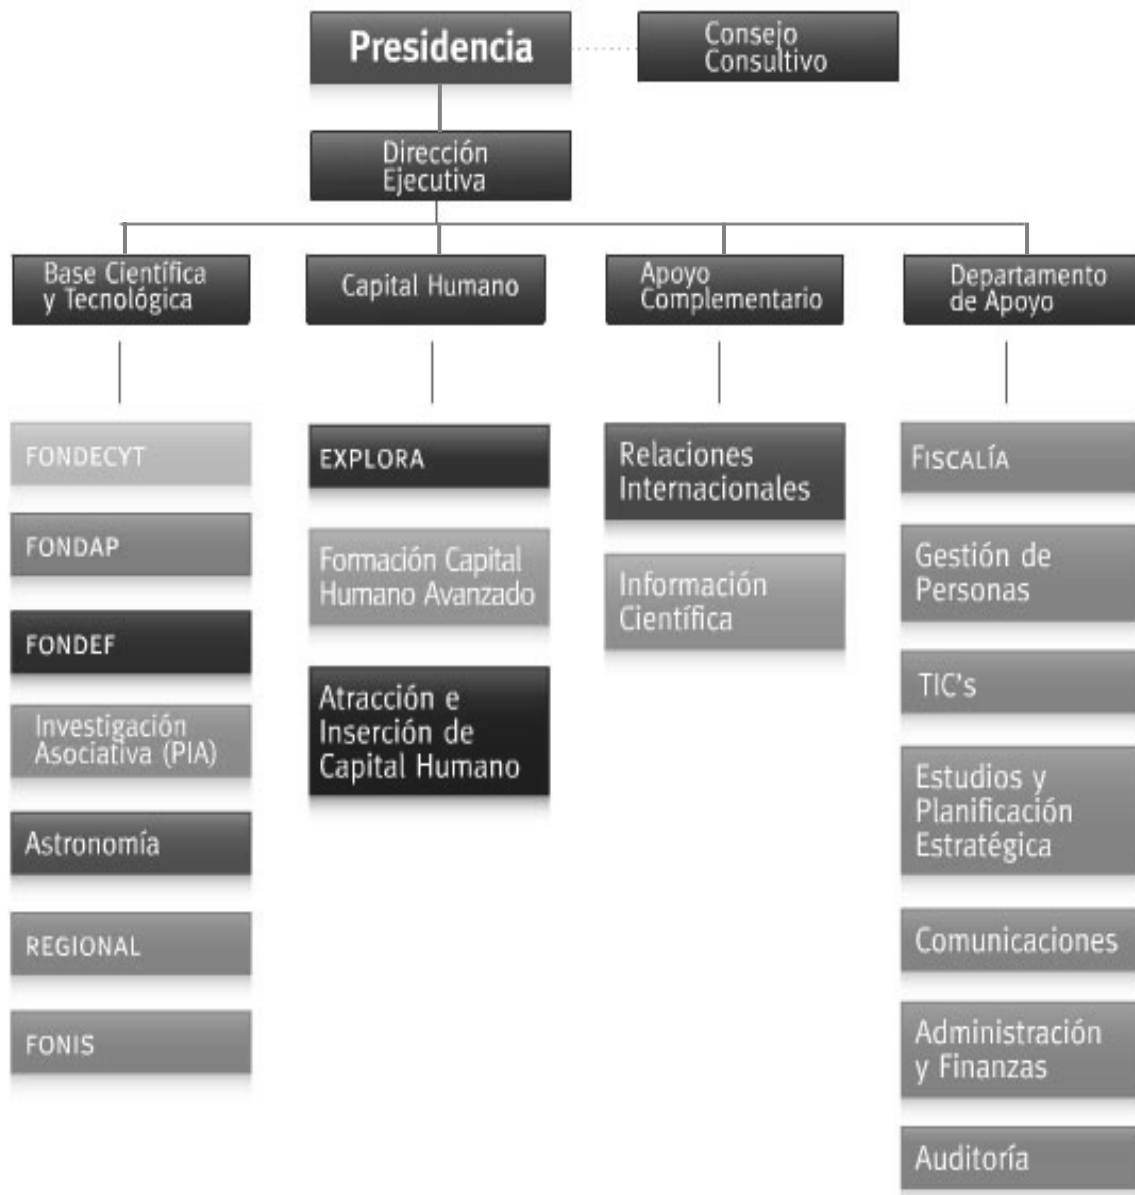 Presidencia
Consejo
Consultivo
Dirección
Ejecutiva
Base Científica
y Tecnológica
Capital Humano
Apoyo
Complementario
Departamento
de Apoyo
FONDECYT
FONDAP
FONDEF
Investigación
Asociativa (PIA)
Astronomía
REGIONAL
FONIS
EXPLORA
Formación Capital
Humano Avanzado
Atracción e
Inserción de
Capital Humano
Relaciones
Internacionales
Información
Científica
FISCALÍA
Gestión de
Personas
TIC's
Estudios y
Planificación
Estratégica
Comunicaciones
Administración
y Finanzas
Auditoría